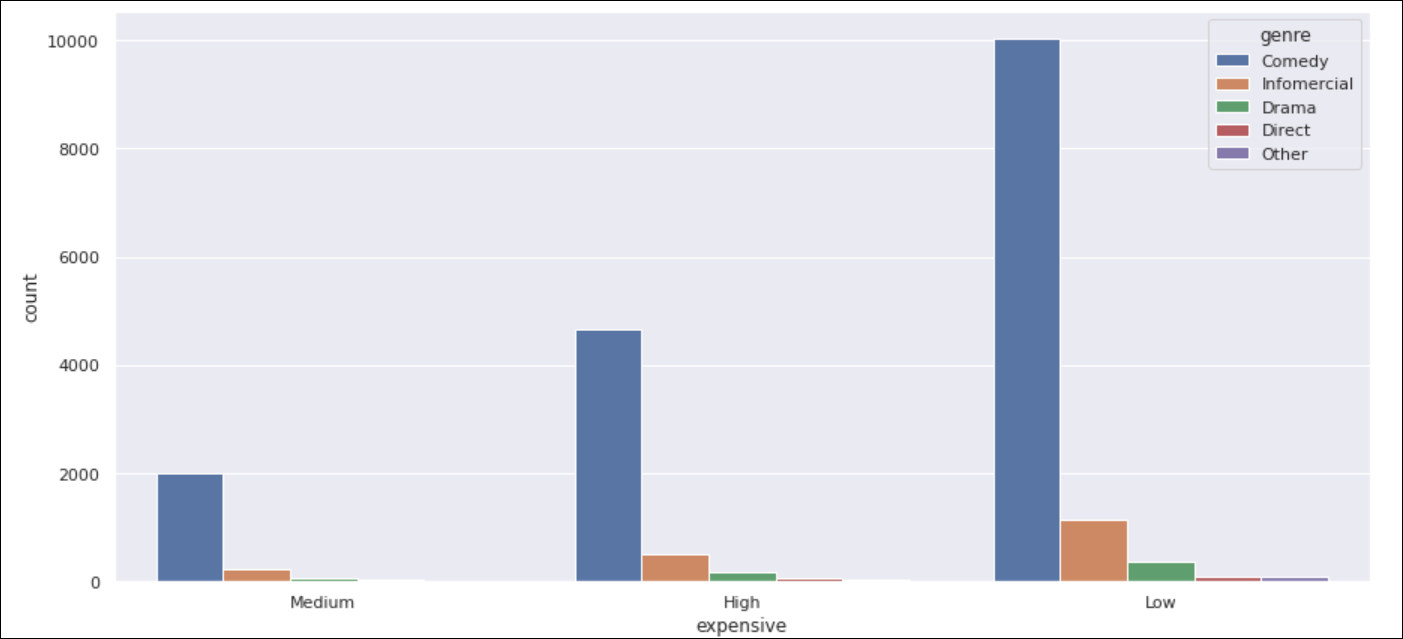 genre
Comedy
Infomercial
Drama
Direct
Other
10000
8000
6000
4000
2000
0
count
Medium High Low
expensive